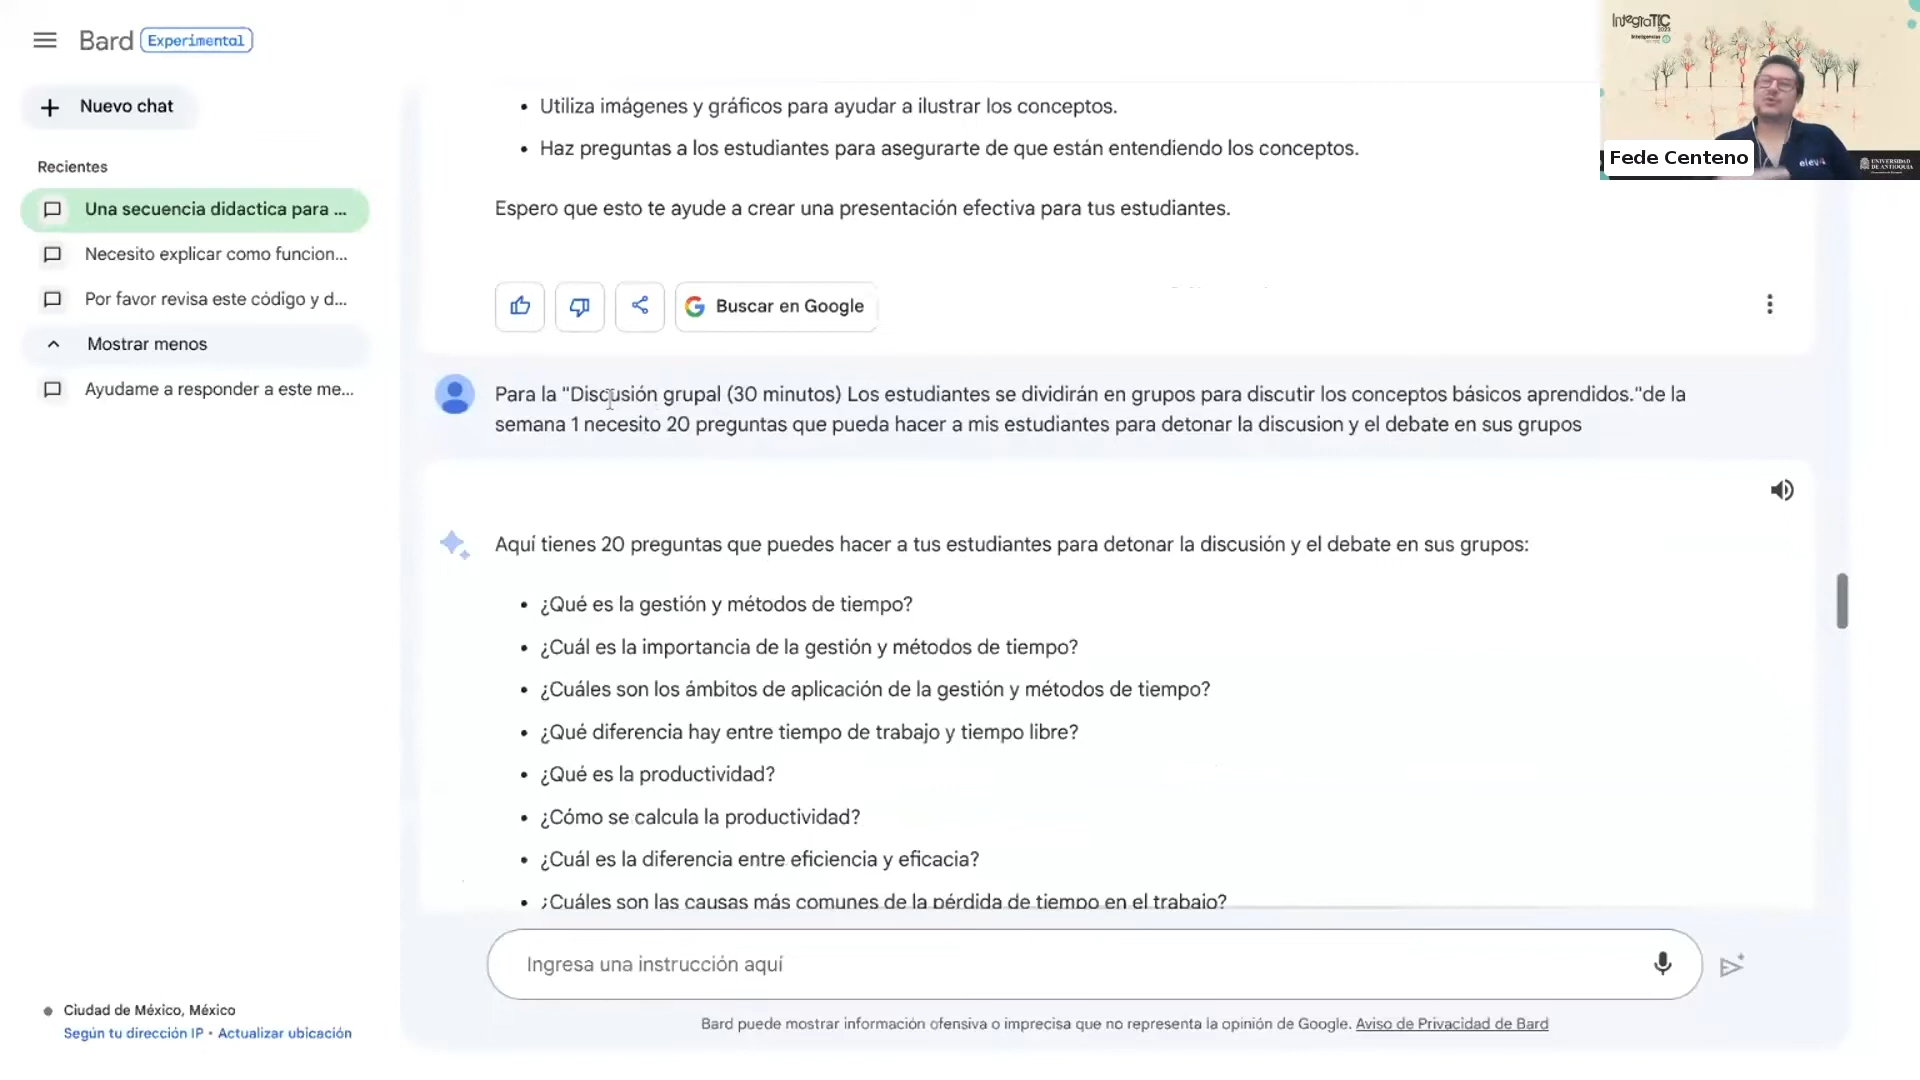 Bard Experimental
Nuevo chat
Recientes
Una secuencia didactica para ...
Necesito explicar como funcion...
Por favor revisa este código y d...
Mostrar menos
Ayudame a responder a este me...
Ciudad de México, México
Según tu dirección IP • Actualizar ubicación
• Utiliza imágenes y gráficos para ayudar a ilustrar los conceptos.
• Haz preguntas a los estudiantes para asegurarte de que están entendiendo los conceptos.
Espero que esto te ayude a crear una presentación efectiva para tus estudiantes.
Buscar en Google
Para la "Discusión grupal (30 minutos) Los estudiantes se dividirán en grupos para discutir los conceptos básicos aprendidos."de la
semana 1 necesito 20 preguntas que pueda hacer a mis estudiantes para detonar la discusion y el debate en sus grupos
Aquí tienes 20 preguntas que puedes hacer a tus estudiantes para detonar la discusión y el debate en sus grupos:
• ¿Qué es la gestión y métodos de tiempo?
• ¿Cuál es la importancia de la gestión y métodos de tiempo?
• ¿Cuáles son los ámbitos de aplicación de la gestión y métodos de tiempo?
• ¿Qué diferencia hay entre tiempo de trabajo y tiempo libre?
• ¿Qué es la productividad?
• ¿Cómo se calcula la productividad?
• ¿Cuál es la diferencia entre eficiencia y eficacia?
• ¿Cuáles son las causas más comunes de la pérdida de tiempo en el trabajo?
Ingresa una instrucción aquí
Bard puede mostrar información ofensiva o imprecisa que no representa la opinión de Google. Aviso de Privacidad de Bard
IntegraTIC
Fede Centeno
UNIVERSIDAD
DE ANTIOQUIA